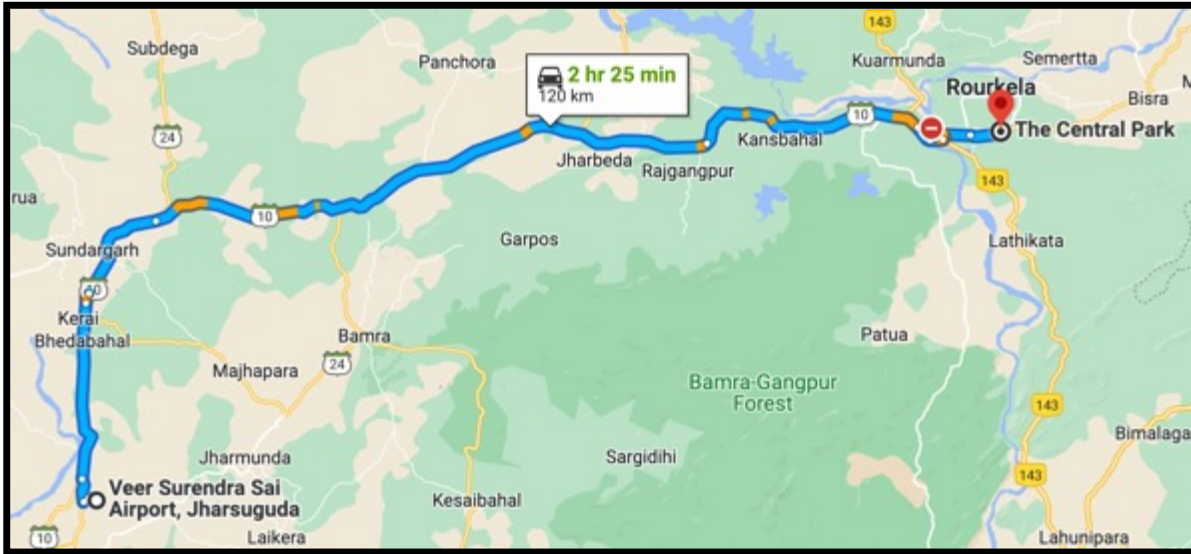 143
Subdega
Panchora
2 hr 25 min
120 km
Kuarmunda
Semertta
Rourkela
Bisra
M
24
10
The Central Park
Kansbahal
Jharbeda
Rajgangpur
143
rua
10
Sundargarh
Garpos
Lathikata
Kerai
Bhedabahal
Bamra
Patua
Majhapara
24
Bamra-Gangpur
Forest
143
Bimalaga
Jharmunda
Sargidihi
143
Veer Surendra Sai
Airport, Jharsuguda
Kesaibahal
10
Laikera
Lahunipara